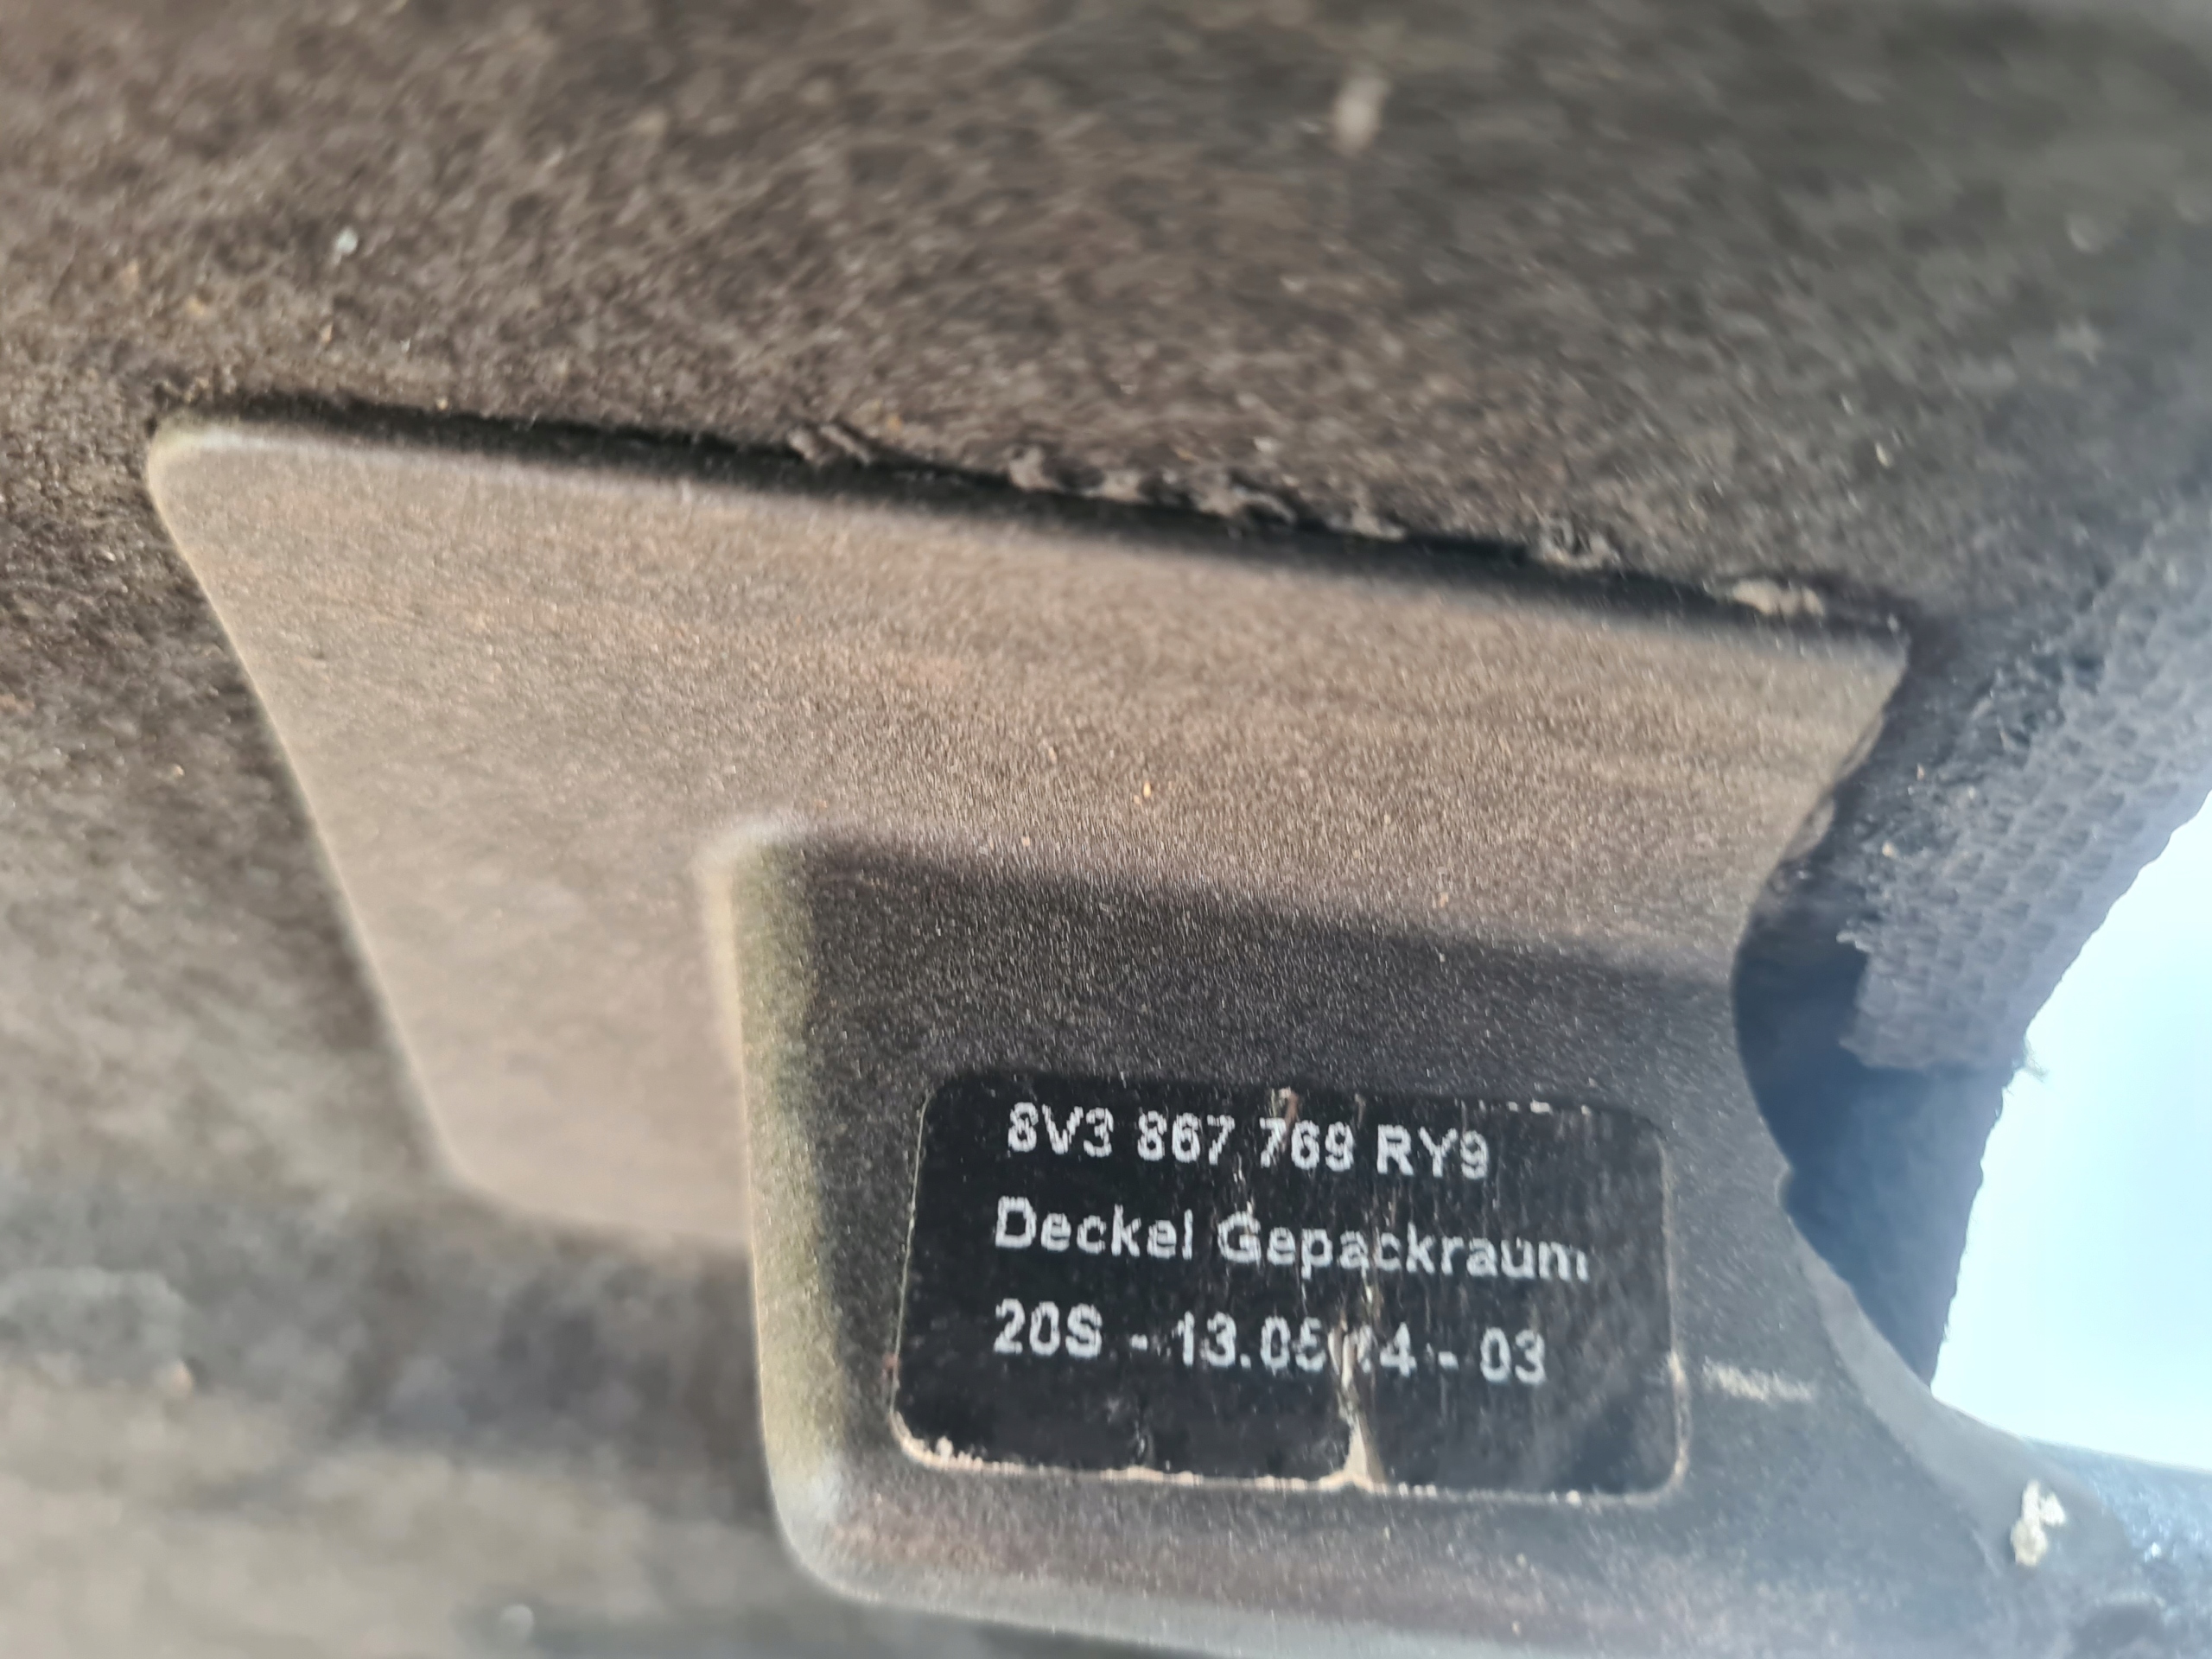 8V3 867 769 RY9
Deckel Gepackraum
20S - 13.05.14 - 03